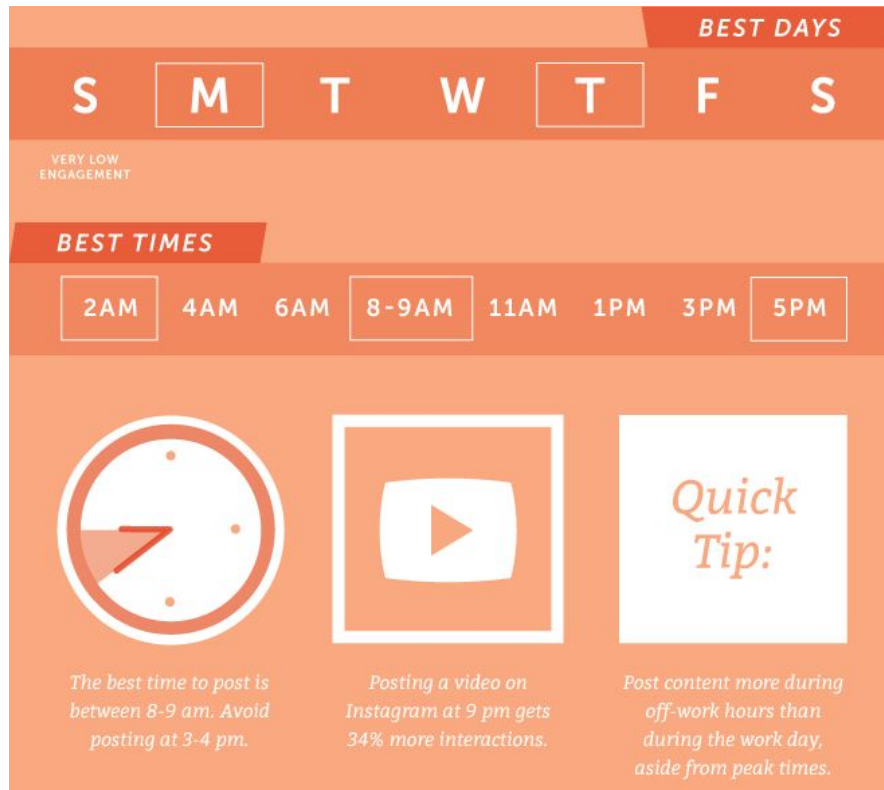 BEST DAYS
S M T W T F S
VERY LOW
ENGAGEMENT
BEST TIMES
2AM 4AM 6AM 8-9AM 11AM 1PM 3PM 5PM
Quick
Tip:
The best time to post is
between 8-9 am. Avoid
posting at 3-4 pm.
Posting a video on
Instagram at 9 pm gets
34% more interactions.
Post content more during
off-work hours than
during the work day,
aside from peak times.